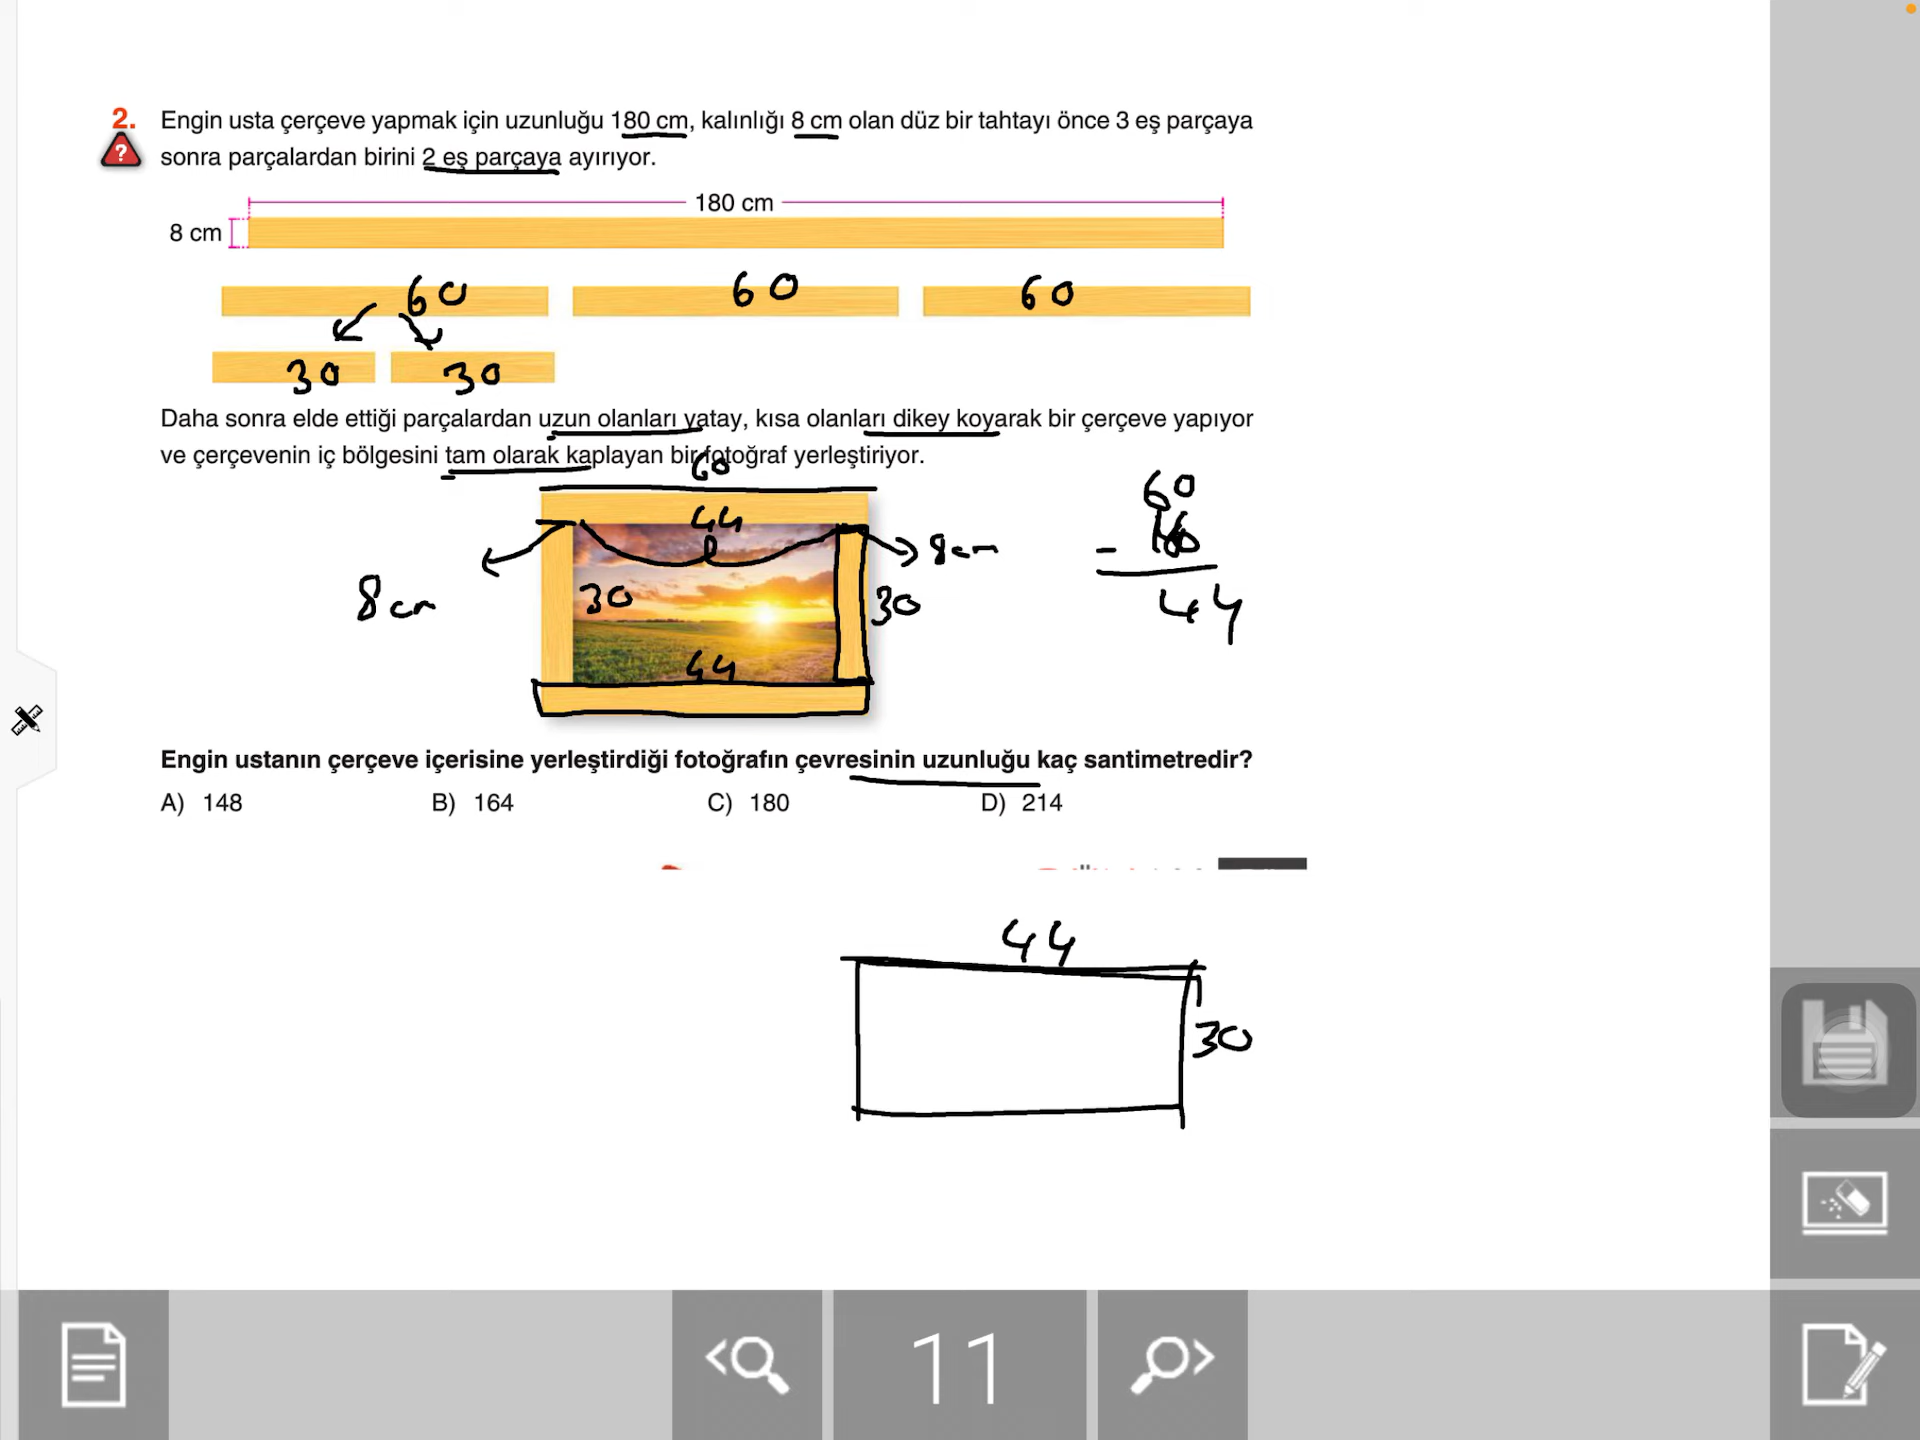 2. Engin usta çerçeve yapmak için uzunluğu 180 cm, kalınlığı 8 cm olan düz bir tahtayı önce 3 eş parçaya
? sonra parçalardan birini 2 eş parçaya ayırıyor.
180 cm
8 cm
60 60 60
30 30
Daha sonra elde ettiği parçalardan uzun olanları yatay, kısa olanları dikey koyarak bir çerçeve yapıyor
ve çerçevenin iç bölgesini tam olarak kaplayan bir fotoğraf yerleştiriyor.
60
44
8 cm
8 cm
30
30
44
60
- 16
44
Engin ustanın çerçeve içerisine yerleştirdiği fotoğrafın çevresinin uzunluğu kaç santimetredir?
A) 148 B) 164 C) 180 D) 214
44
30
11